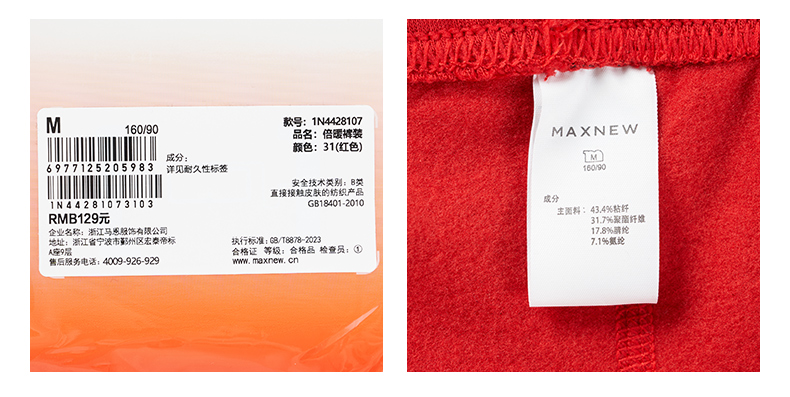 M
160/90
款号：1N4428107
品名：倍暖裤装
颜色：31(红色)
6977125205983
成分：
详见耐久性标签
1N44281073103
安全技术类别：B类
直接接触皮肤的纺织产品
GB18401-2010
RMB129元
企业名称：浙江马恩服饰有限公司
地址：浙江省宁波市鄞州区宏泰帝标
A座9层
售后服务电话：4009-926-929
执行标准：GB/T8878-2023
合格证 等级：合格品 检查员：①
www.maxnew.cn
MAXNEW
M
160/90
成分
主面料：43.4%粘纤
31.7%聚酯纤维
17.8%腈纶
7.1%氨纶